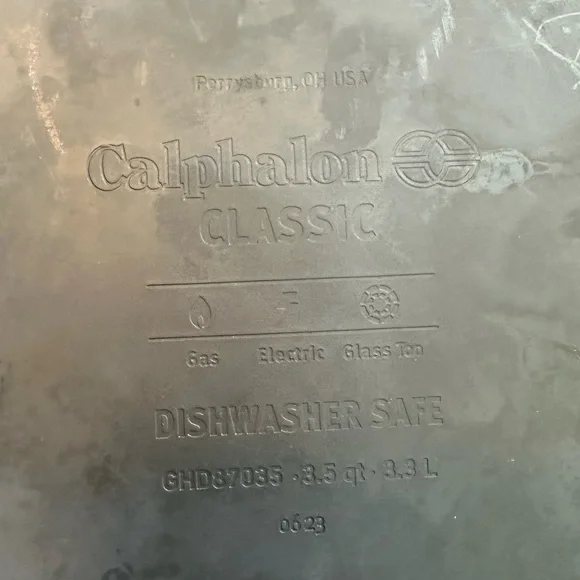 Perrysburg, OH USA
Calphalon
CLASSIC
Gas Electric Glass Top
DISHWASHER SAFE
GHD87035 · 3.5 qt · 3.3 L
0623